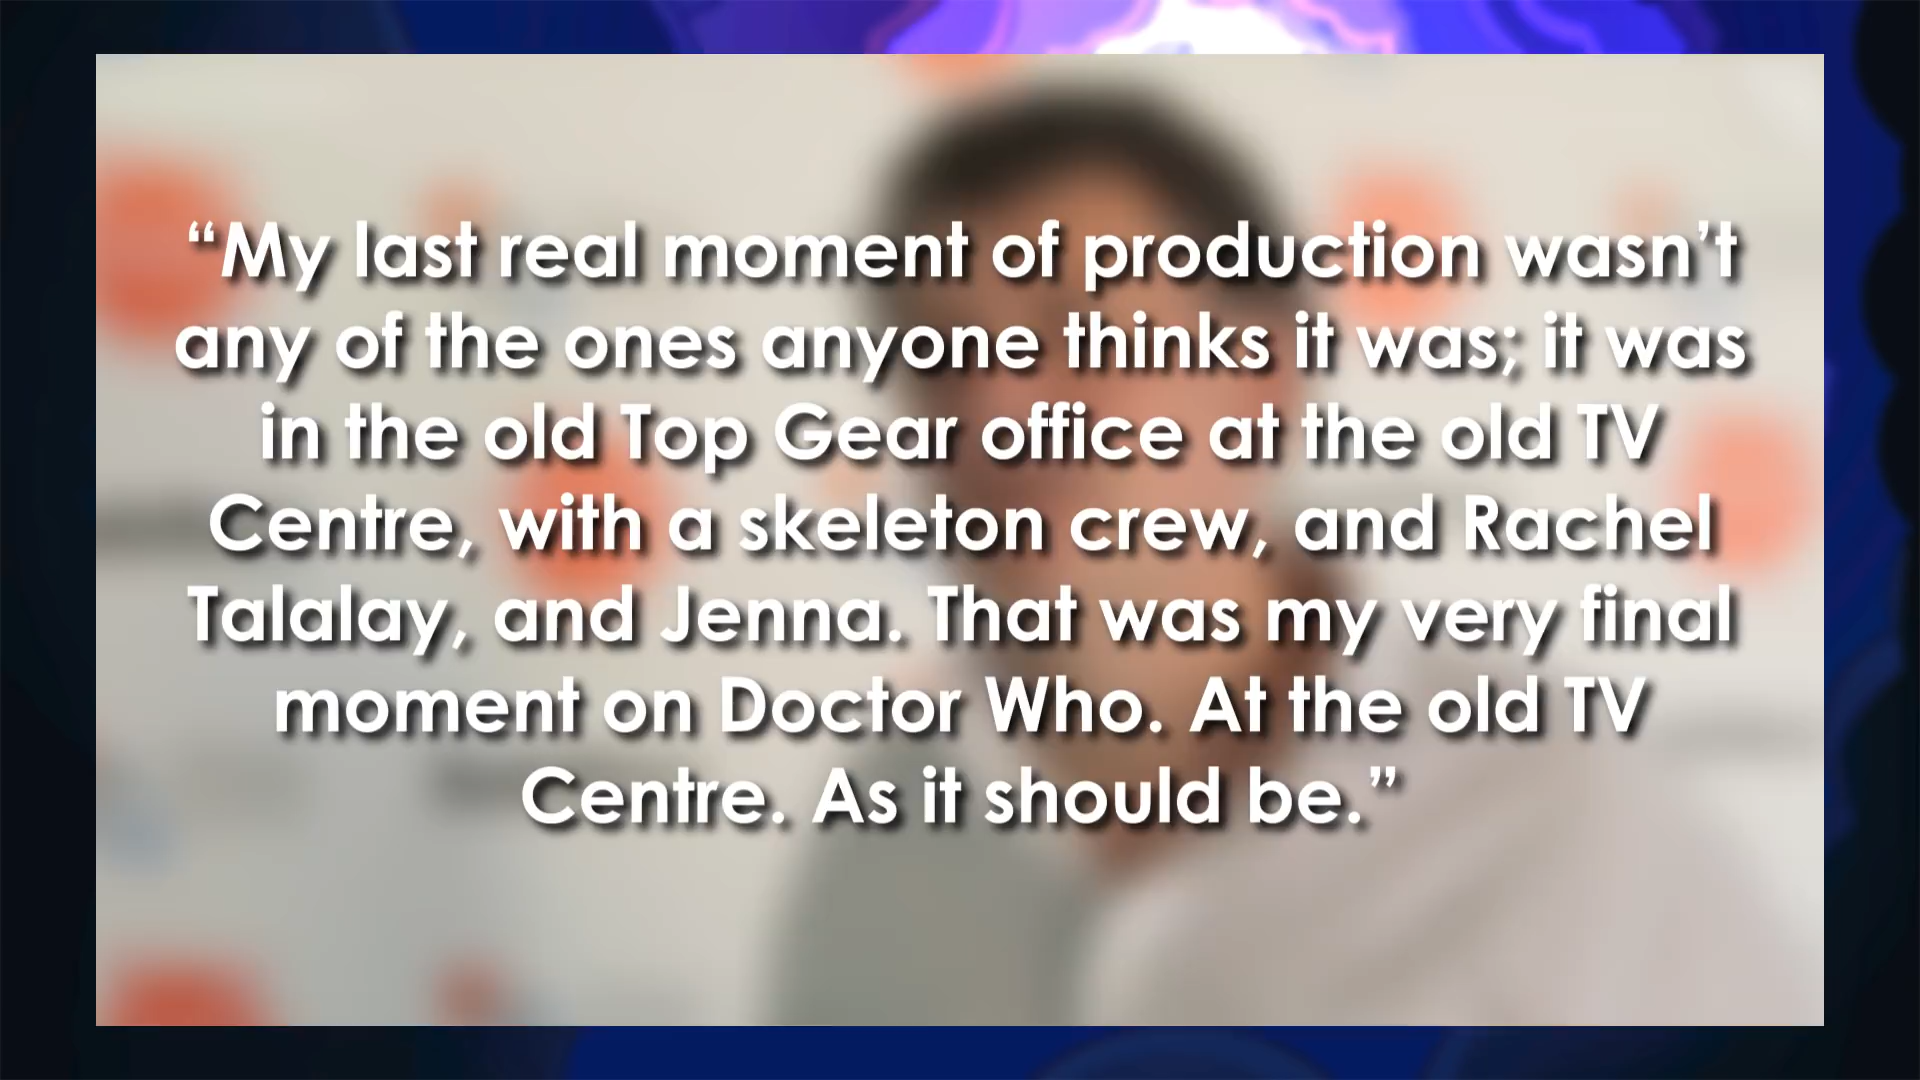 “My last real moment of production wasn’t
any of the ones anyone thinks it was; it was
in the old Top Gear office at the old TV
Centre, with a skeleton crew, and Rachel
Talalay, and Jenna. That was my very final
moment on Doctor Who. At the old TV
Centre. As it should be.”